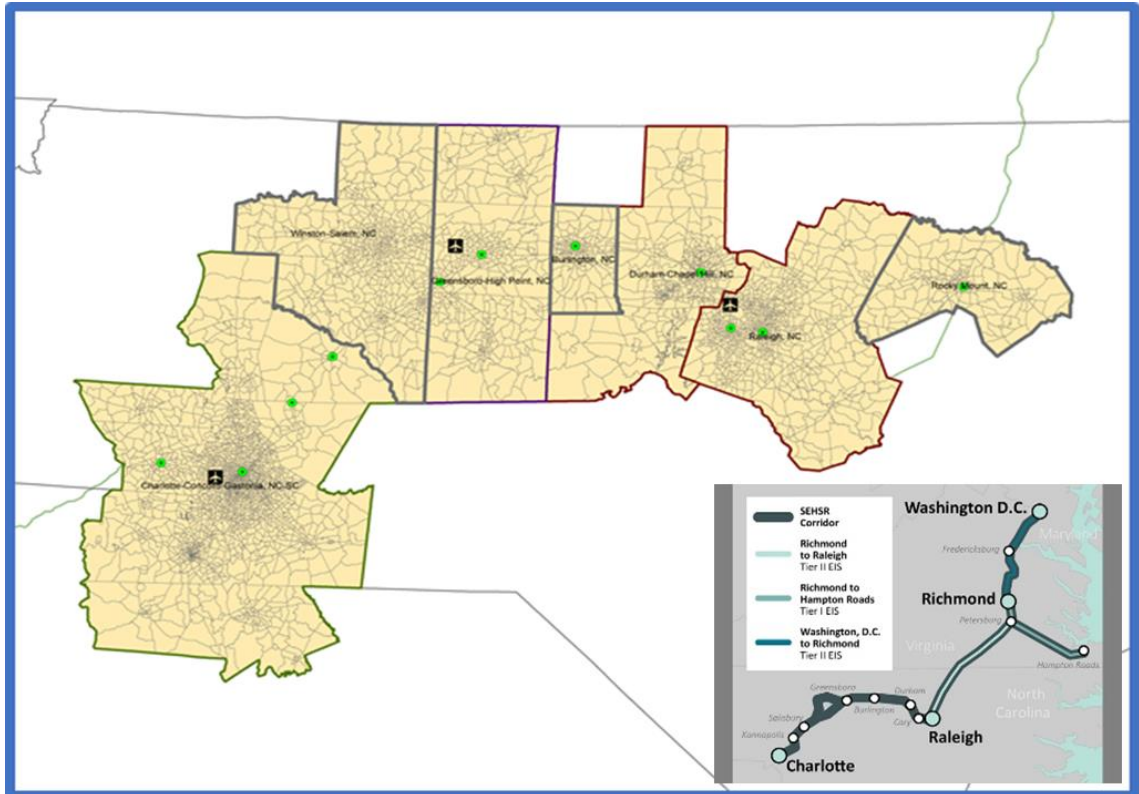 Winston-Salem, NC
Greensboro-High Point, NC
Burlington, NC
Durham-Chapel Hill, NC
Raleigh, NC
Rocky Mount, NC
Charlotte-Concord-Gastonia, NC-SC
SEHSR
Corridor
Richmond
to Raleigh
Tier II EIS
Richmond to
Hampton Roads
Tier I EIS
Washington, D.C.
to Richmond
Tier II EIS
Washington D.C.
Maryland
Fredericksburg
Richmond
Petersburg
Virginia
Hampton Roads
North
Carolina
Greensboro
Durham
Burlington
Cary
Salisbury
Kannapolis
Raleigh
Charlotte